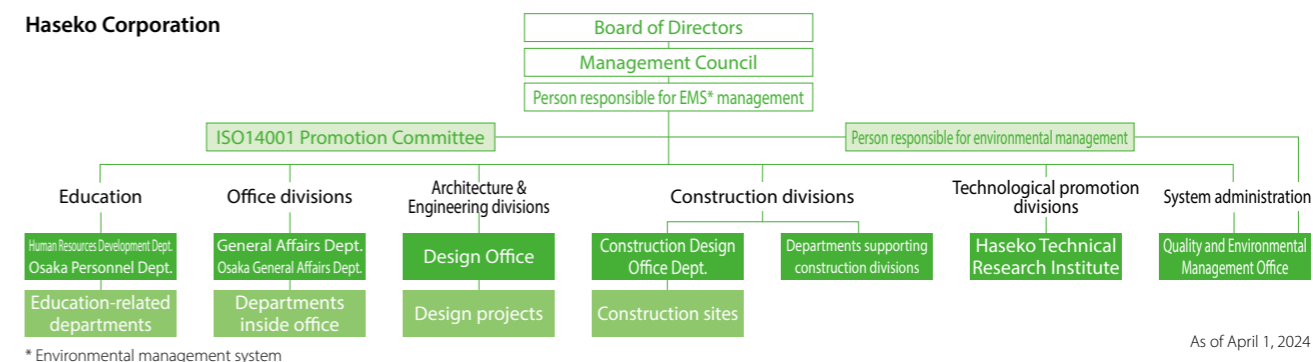 Haseko Corporation
Board of Directors
Management Council
Person responsible for EMS* management
ISO14001 Promotion Committee
Person responsible for environmental management
Education
Office divisions
Architecture &
Engineering divisions
Construction divisions
Technological promotion
divisions
System administration
Human Resources Development Dept.
Osaka Personnel Dept.
General Affairs Dept.
Osaka General Affairs Dept.
Design Office
Construction Design
Office Dept.
Departments supporting
construction divisions
Haseko Technical
Research Institute
Quality and Environmental
Management Office
Education-related
departments
Departments
inside office
Design projects
Construction sites
As of April 1, 2024
* Environmental management system